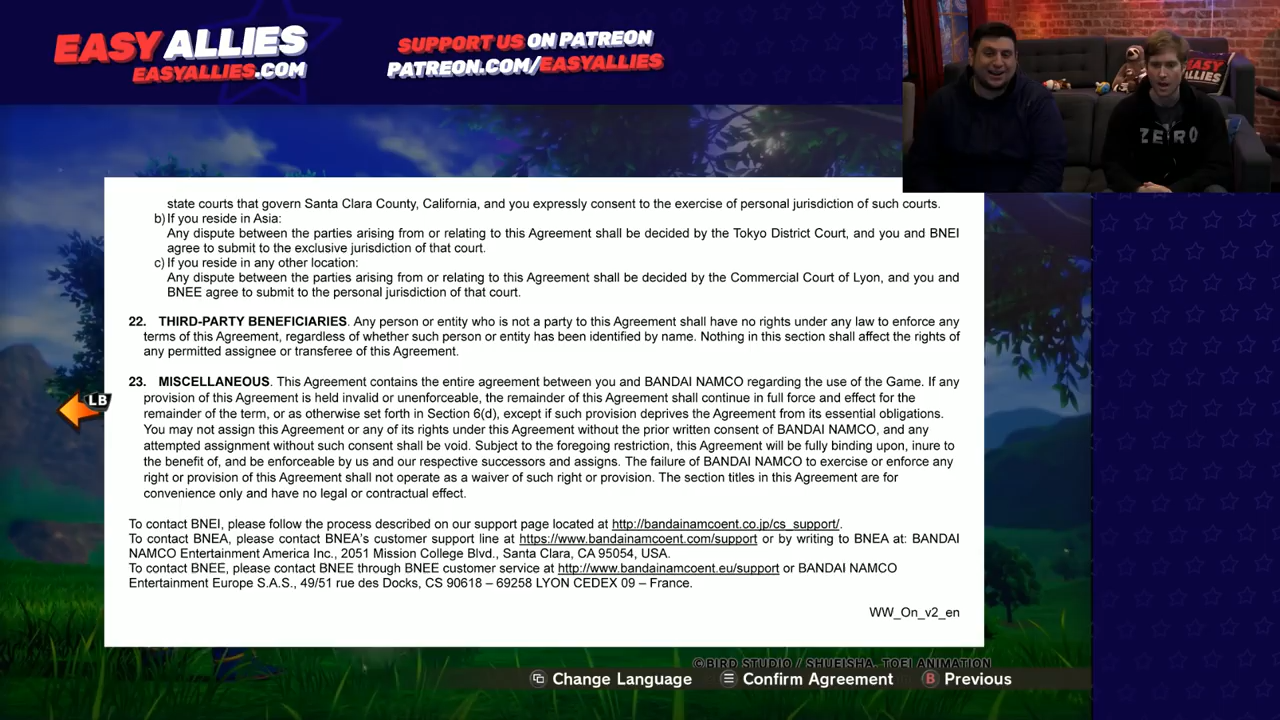 EASY ALLIES
EASYALLIES.COM
SUPPORT US ON PATREON
PATREON.COM/EASYALLIES
EASY
ALLIES
ZERO
state courts that govern Santa Clara County, California, and you expressly consent to the exercise of personal jurisdiction of such courts.
b) If you reside in Asia:
Any dispute between the parties arising from or relating to this Agreement shall be decided by the Tokyo District Court, and you and BNEI
agree to submit to the exclusive jurisdiction of that court.
c) If you reside in any other location:
Any dispute between the parties arising from or relating to this Agreement shall be decided by the Commercial Court of Lyon, and you and
BNEE agree to submit to the personal jurisdiction of that court.
22. THIRD-PARTY BENEFICIARIES. Any person or entity who is not a party to this Agreement shall have no rights under any law to enforce any
terms of this Agreement, regardless of whether such person or entity has been identified by name. Nothing in this section shall affect the rights of
any permitted assignee or transferee of this Agreement.
23. MISCELLANEOUS. This Agreement contains the entire agreement between you and BANDAI NAMCO regarding the use of the Game. If any
provision of this Agreement is held invalid or unenforceable, the remainder of this Agreement shall continue in full force and effect for the
remainder of the term, or as otherwise set forth in Section 6(d), except if such provision deprives the Agreement from its essential obligations.
You may not assign this Agreement or any of its rights under this Agreement without the prior written consent of BANDAI NAMCO, and any
attempted assignment without such consent shall be void. Subject to the foregoing restriction, this Agreement will be fully binding upon, inure to
the benefit of, and be enforceable by us and our respective successors and assigns. The failure of BANDAI NAMCO to exercise or enforce any
right or provision of this Agreement shall not operate as a waiver of such right or provision. The section titles in this Agreement are for
convenience only and have no legal or contractual effect.
LB
To contact BNEI, please follow the process described on our support page located at http://bandainamcoent.co.jp/cs_support/.
To contact BNEA, please contact BNEA's customer support line at https://www.bandainamcoent.com/support or by writing to BNEA at: BANDAI
NAMCO Entertainment America Inc., 2051 Mission College Blvd., Santa Clara, CA 95054, USA.
To contact BNEE, please contact BNEE through BNEE customer service at http://www.bandainamcoent.eu/support or BANDAI NAMCO
Entertainment Europe S.A.S., 49/51 rue des Docks, CS 90618 – 69258 LYON CEDEX 09 – France.
WW_On_v2_en
©BIRD STUDIO / SHUEISHA, TOEI ANIMATION
Change Language
Confirm Agreement
B Previous